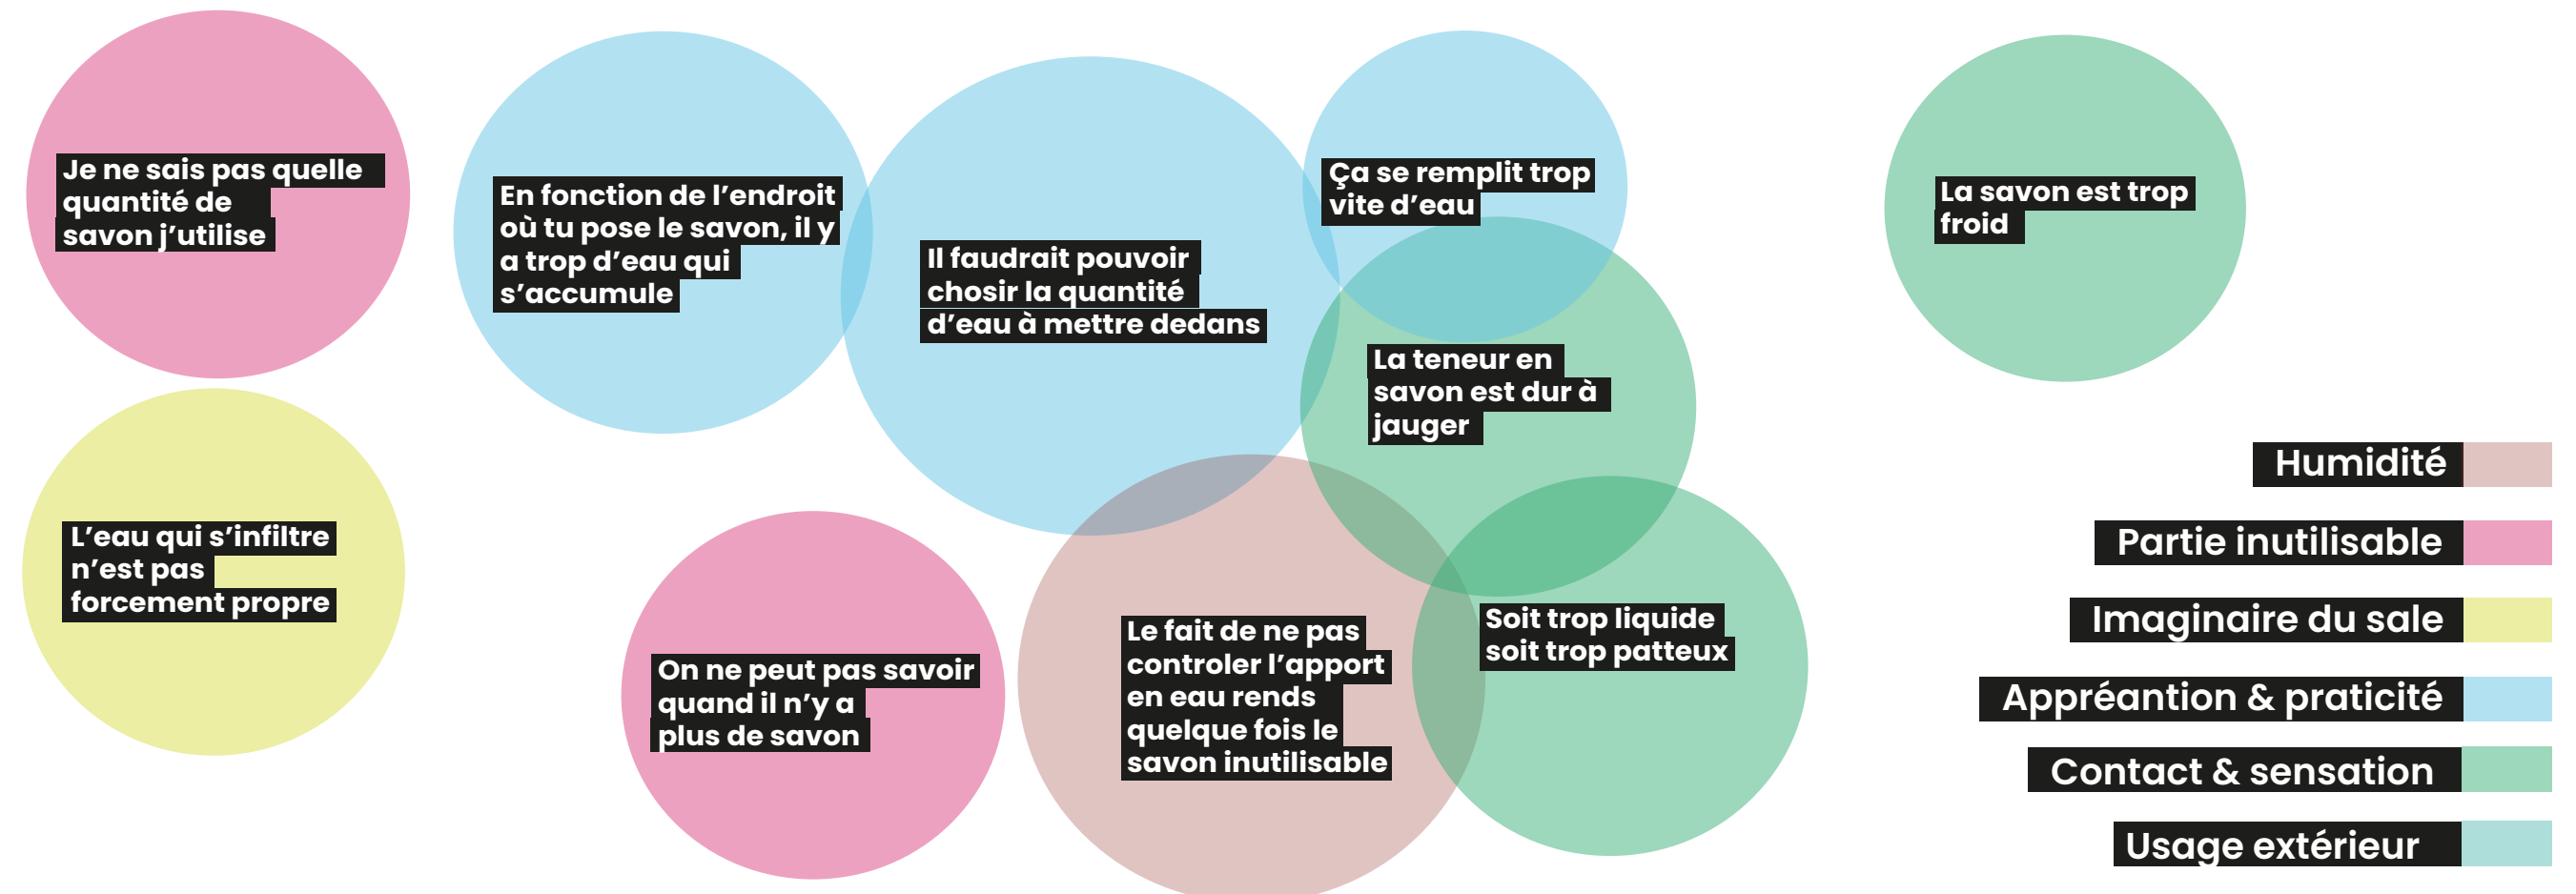 Je ne sais pas quelle
quantité de
savon j’utilise
En fonction de l’endroit
où tu pose le savon, il y
a trop d’eau qui
s’accumule
Il faudrait pouvoir
chosir la quantité
d’eau à mettre dedans
Ça se remplit trop
vite d’eau
La savon est trop
froid
La teneur en
savon est dur à
jauger
L’eau qui s’infiltre
n’est pas
forcement propre
On ne peut pas savoir
quand il n’y a
plus de savon
Le fait de ne pas
controler l’apport
en eau rends
quelque fois le
savon inutilisable
Soit trop liquide
soit trop patteux
Humidité
Partie inutilisable
Imaginaire du sale
Appréantion & praticité
Contact & sensation
Usage extérieur